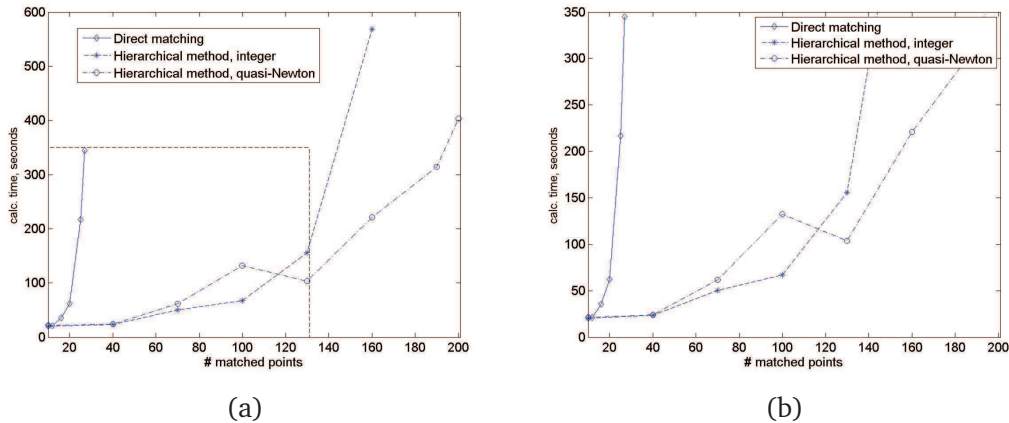 600
500
400
300
200
100
0
calc. time, seconds
Direct matching
Hierarchical method, integer
Hierarchical method, quasi-Newton
20 40 60 80 100 120 140 160 180 200
# matched points
(a)
350
300
250
200
150
100
50
0
calc. time, seconds
Direct matching
Hierarchical method, integer
Hierarchical method, quasi-Newton
20 40 60 80 100 120 140 160 180 200
# matched points
(b)